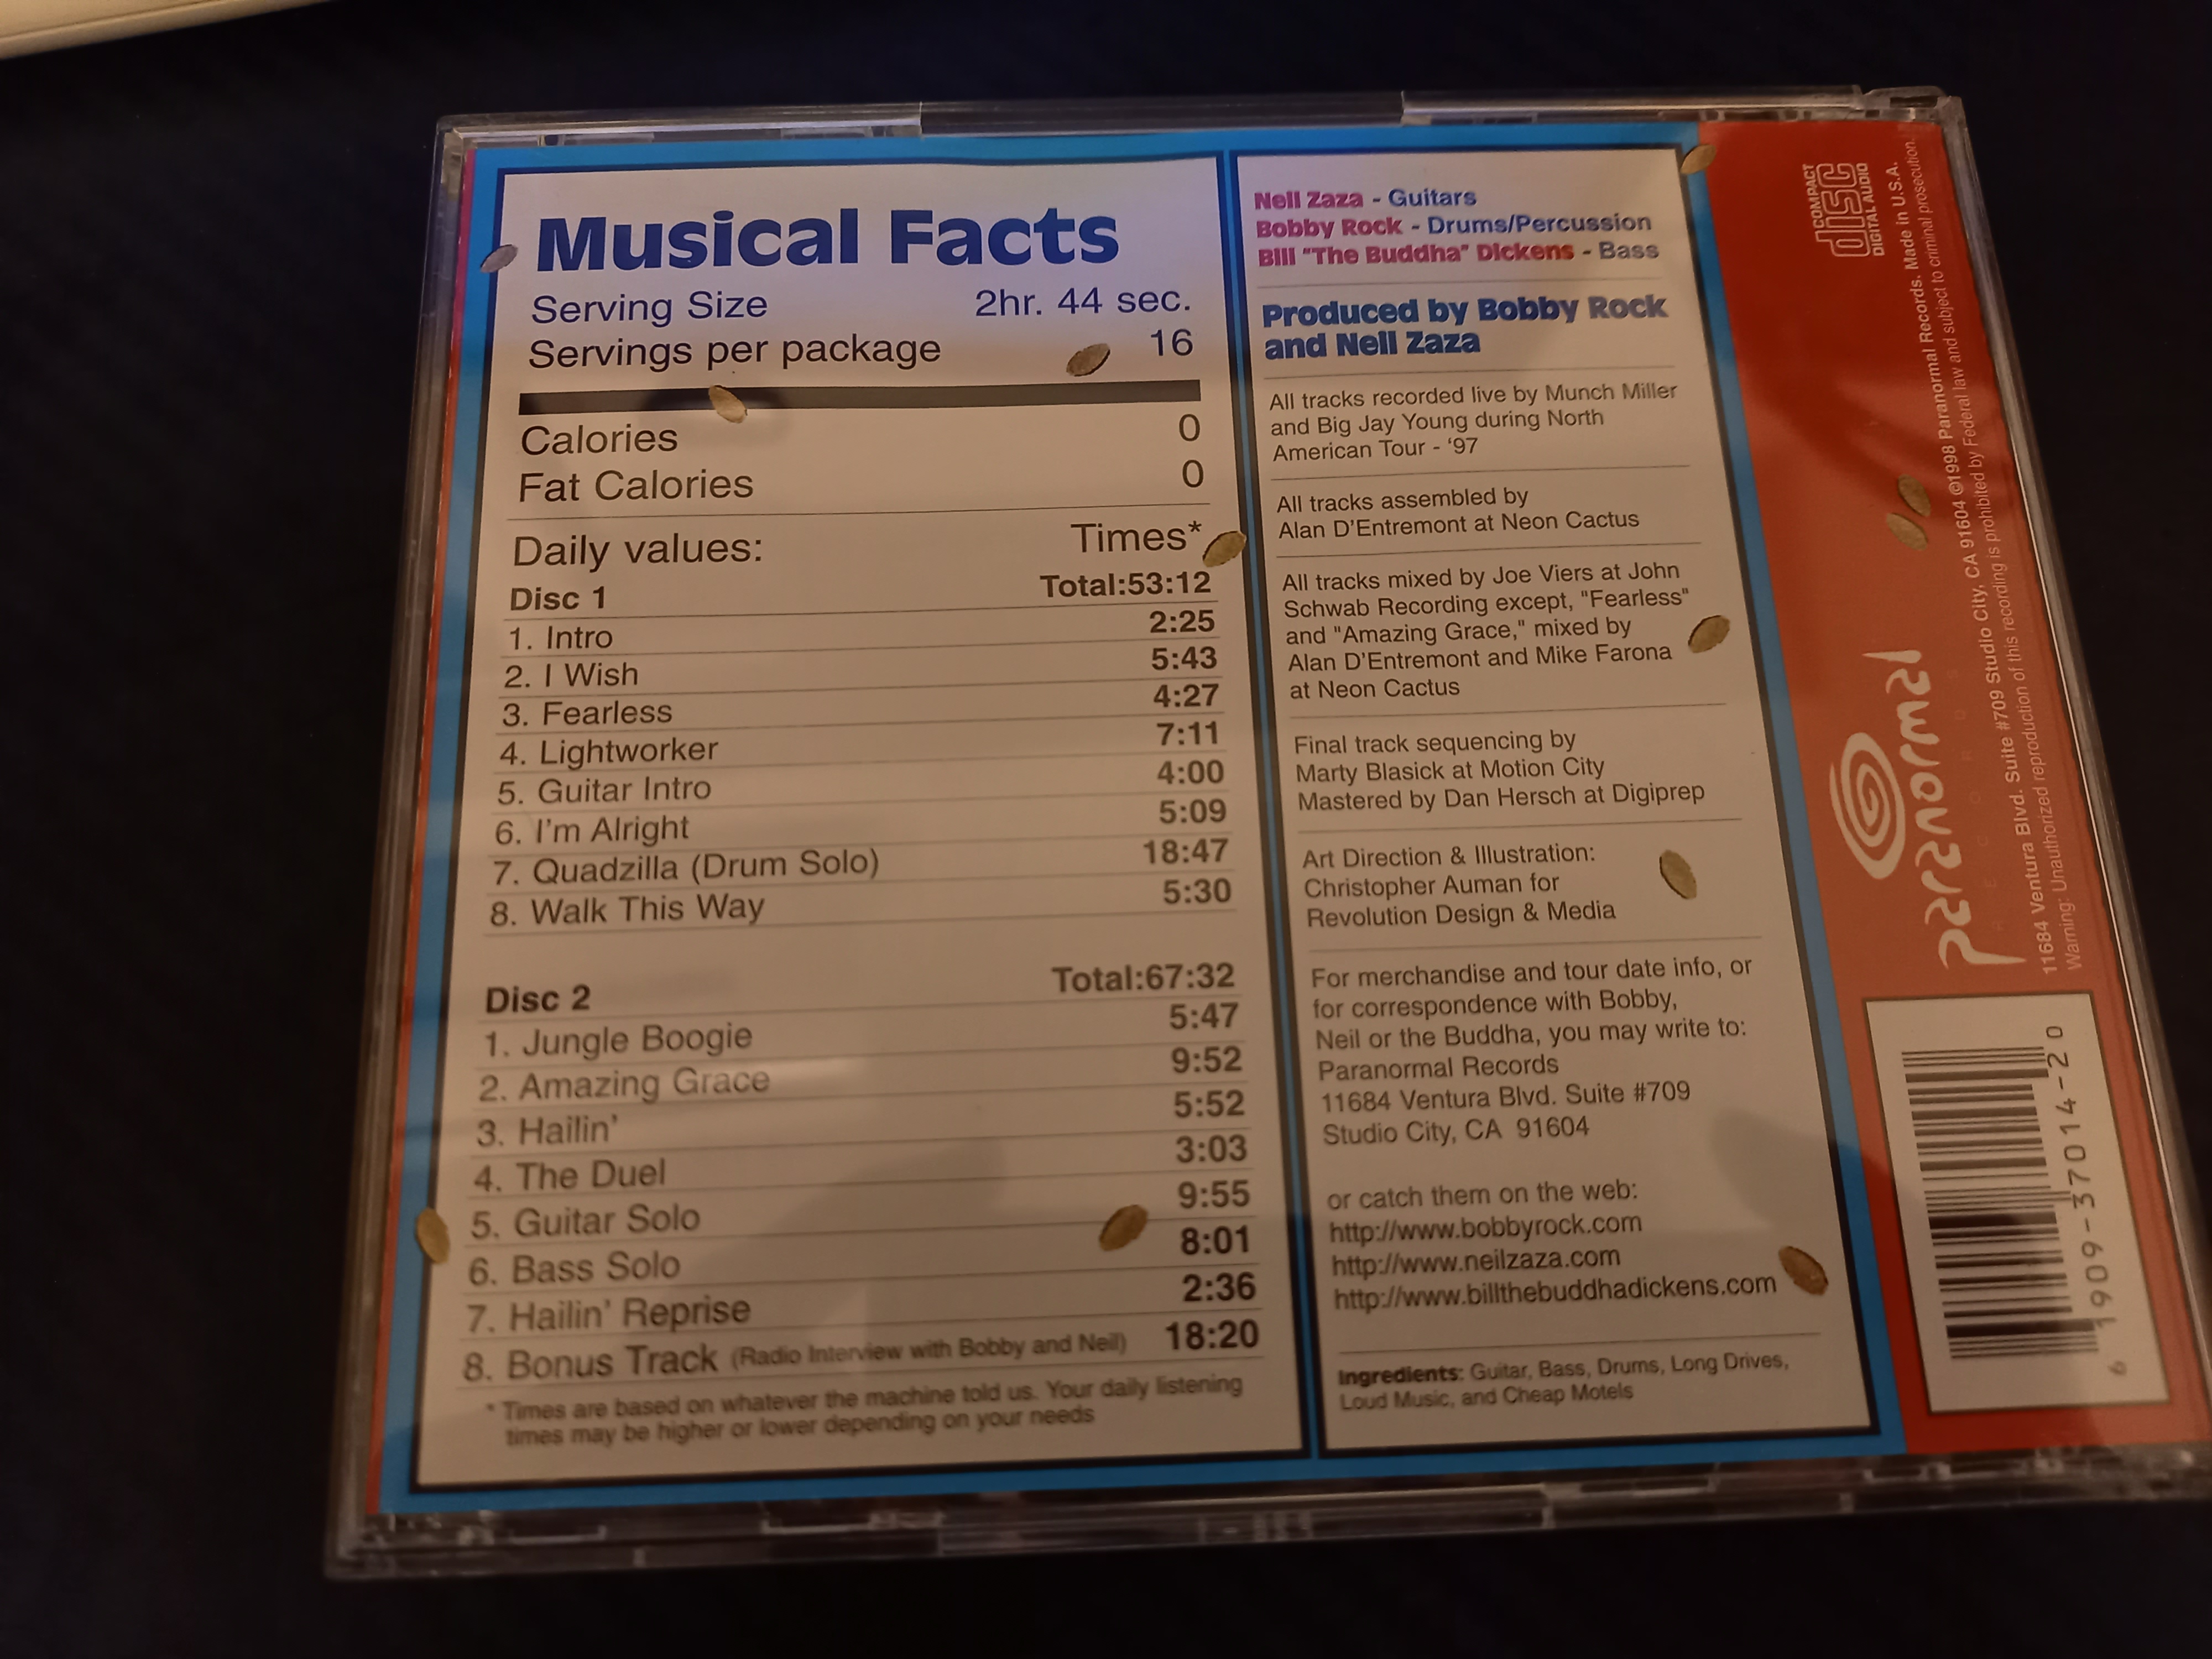 Musical Facts
Serving Size 2hr. 44 sec.
Servings per package 16
Calories 0
Fat Calories 0
Daily values: Times*
Disc 1 Total:53:12
1. Intro 2:25
2. I Wish 5:43
3. Fearless 4:27
4. Lightworker 7:11
5. Guitar Intro 4:00
6. I'm Alright 5:09
7. Quadzilla (Drum Solo) 18:47
8. Walk This Way 5:30
Disc 2 Total:67:32
1. Jungle Boogie 5:47
2. Amazing Grace 9:52
3. Hailin' 5:52
4. The Duel 3:03
5. Guitar Solo 9:55
6. Bass Solo 8:01
7. Hailin' Reprise 2:36
8. Bonus Track (Radio Interview with Bobby and Neil) 18:20
* Times are based on whatever the machine told us. Your daily listening
times may be higher or lower depending on your needs
Neil Zaza - Guitars
Bobby Rock - Drums/Percussion
Bill "The Buddha" Dickens - Bass
Produced by Bobby Rock
and Neil Zaza
All tracks recorded live by Munch Miller
and Big Jay Young during North
American Tour - '97
All tracks assembled by
Alan D'Entremont at Neon Cactus
All tracks mixed by Joe Viers at John
Schwab Recording except, "Fearless"
and "Amazing Grace," mixed by
Alan D'Entremont and Mike Farona
at Neon Cactus
Final track sequencing by
Marty Blasick at Motion City
Mastered by Dan Hersch at Digiprep
Art Direction & Illustration:
Christopher Auman for
Revolution Design & Media
For merchandise and tour date info, or
for correspondence with Bobby,
Neil or the Buddha, you may write to:
Paranormal Records
11684 Ventura Blvd. Suite #709
Studio City, CA 91604
or catch them on the web:
http://www.bobbyrock.com
http://www.neilzaza.com
http://www.billthebuddhadickens.com
Ingredients: Guitar, Bass, Drums, Long Drives,
Loud Music, and Cheap Motels
COMPACT
disc
DIGITAL AUDIO
paranormal
RECORDS
11684 Ventura Blvd. Suite #709 Studio City, CA 91604 ©1998 Paranormal Records. Made in U.S.A.
Warning: Unauthorized reproduction of this recording is prohibited by Federal law and subject to criminal prosecution.
6 1909-37014-2 0